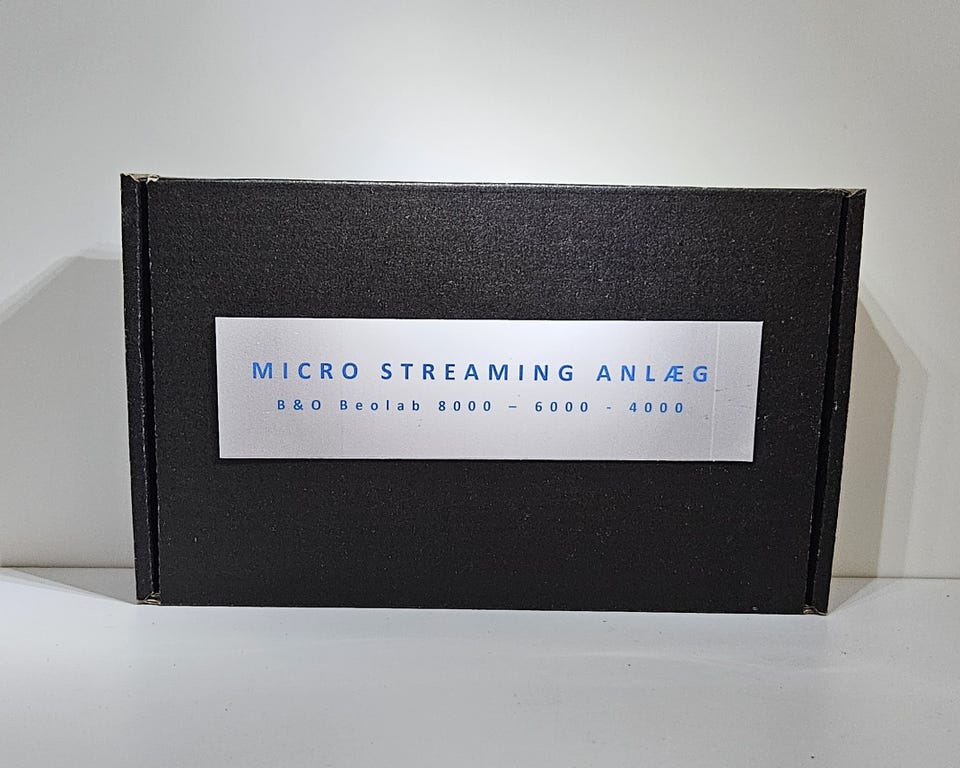 MICRO STREAMING ANLÆG
B&O Beolab 8000 – 6000 - 4000